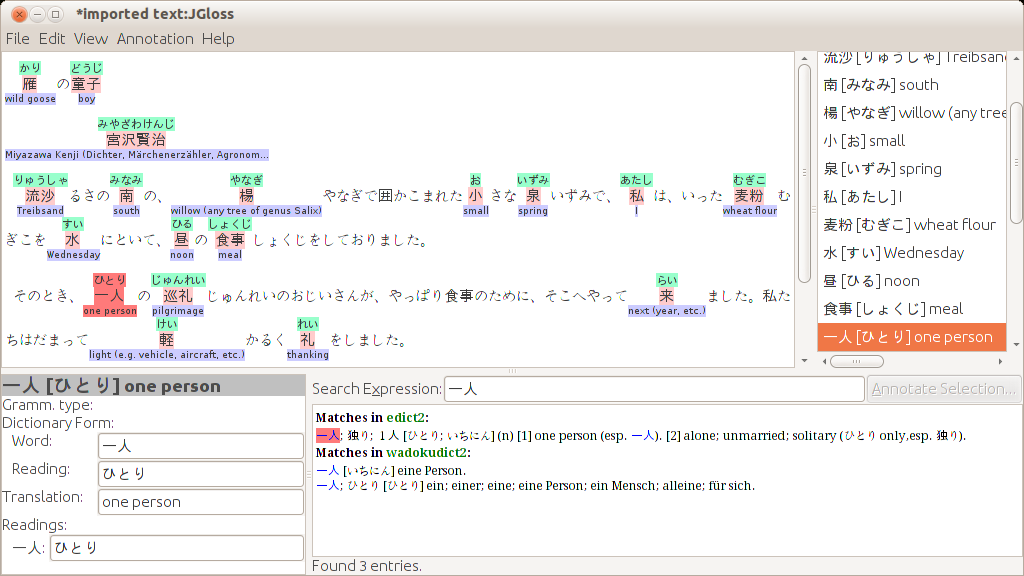 *imported text:JGloss
File Edit View Annotation Help
かり どうじ
雁 の 童子
wild goose boy
みやざわけんじ
宮沢賢治
Miyazawa Kenji (Dichter, Märchenerzähler, Agronom...
りゅうしゃ みなみ やなぎ お いずみ あたし むぎこ
流沙 るさの 南 の、 楊 やなぎで囲かこまれた 小 さな 泉 いずみで、 私 は、いった 麦粉 む
Treibsand south willow (any tree of genus Salix) small spring I wheat flour
すい ひる しょくじ
ぎこを 水 にといて、 昼 の 食事 しょくじをしておりました。
Wednesday noon meal
ひとり じゅんれい らい
そのとき、 一人 の 巡礼 じゅんれいのおじいさんが、やっぱり食事のために、そこへやって 来 ました。私た
one person pilgrimage next (year, etc.)
けい れい
ちはだまって 軽 かるく 礼 をしました。
light (e.g. vehicle, aircraft, etc.) thanking
流沙 [りゅうしゃ] Treibsand
南 [みなみ] south
楊 [やなぎ] willow (any tree
小 [お] small
泉 [いずみ] spring
私 [あたし] I
麦粉 [むぎこ] wheat flour
水 [すい] Wednesday
昼 [ひる] noon
食事 [しょくじ] meal
一人 [ひとり] one person
一人 [ひとり] one person
Gramm. type:
Dictionary Form:
Word: 一人
Reading: ひとり
Translation: one person
Readings:
一人: ひとり
Search Expression: 一人 Annotate Selection...
Matches in edict2:
一人; 独り; 1人 [ひとり; いちにん] (n) [1] one person (esp. 一人). [2] alone; unmarried; solitary (ひとり only,esp. 独り).
Matches in wadokudict2:
一人 [いちにん] eine Person.
一人; ひとり [ひとり] ein; einer; eine; eine Person; ein Mensch; alleine; für sich.
Found 3 entries.